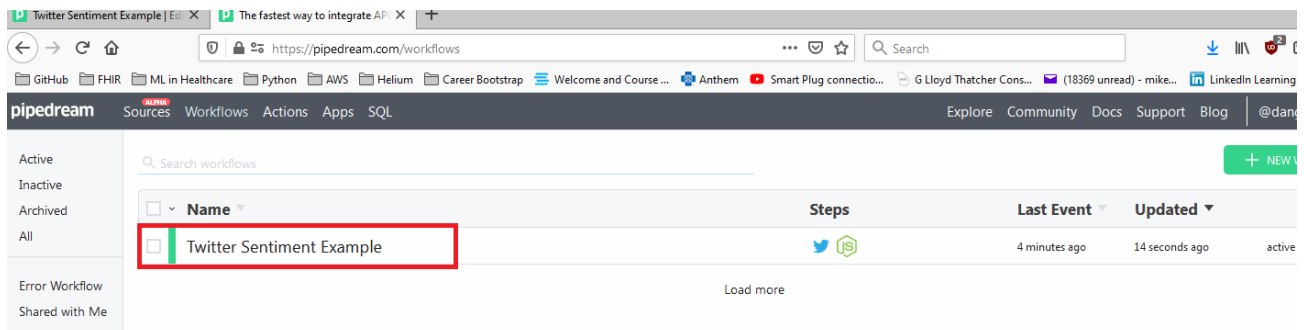 Twitter Sentiment Example | Ed
The fastest way to integrate API
https://pipedream.com/workflows
Search
GitHub FHIR ML in Healthcare Python AWS Helium Career Bootstrap Welcome and Course ... Anthem Smart Plug connectio... G Lloyd Thatcher Cons... (18369 unread) - mike... LinkedIn Learning
pipedream Sources ALPHA Workflows Actions Apps SQL Explore Community Docs Support Blog @dang
Active
Inactive
Archived
All
Error Workflow
Shared with Me
Search workflows
+ NEW W
Name Steps Last Event Updated
Twitter Sentiment Example JS 4 minutes ago 14 seconds ago active
Load more